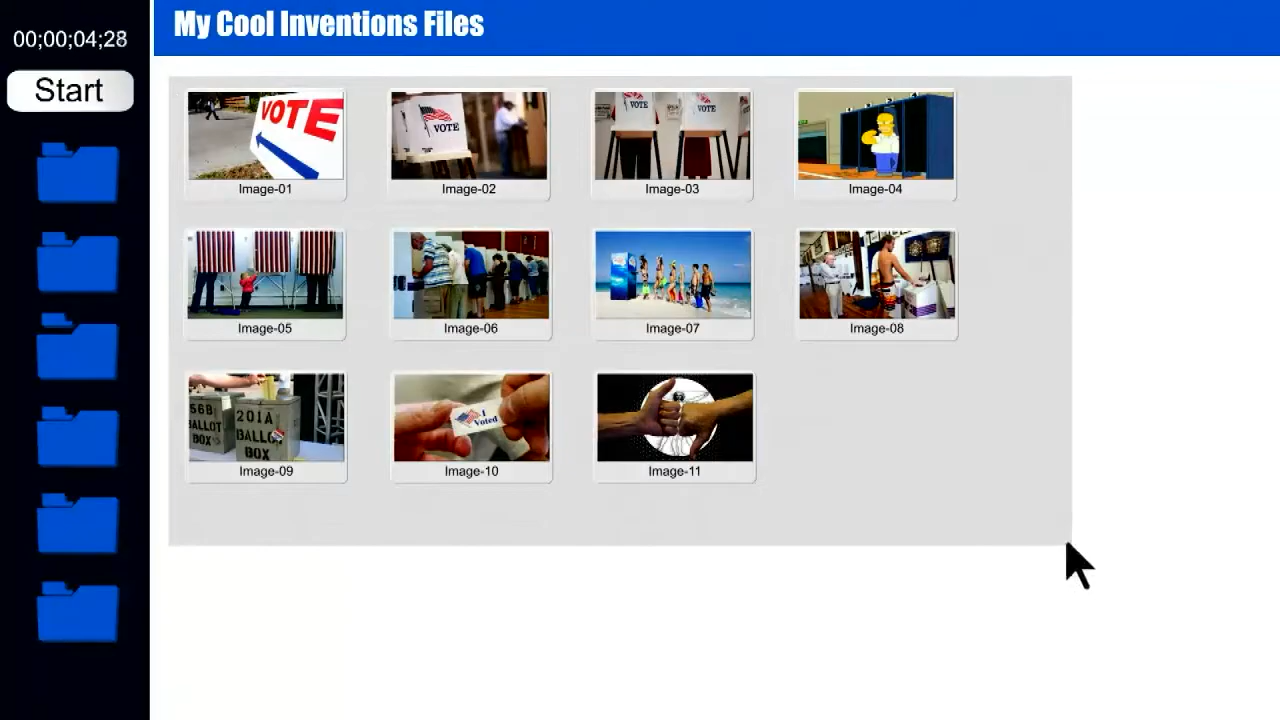 My Cool Inventions Files
00;00;04;28
Start
VOTE
VOTE
VOTE
VOTE
Image-01
Image-02
Image-03
Image-04
Image-05
Image-06
Image-07
Image-08
56B
BALLOT
BOX
201A
BALLOT
BOX
I
Voted
Image-09
Image-10
Image-11